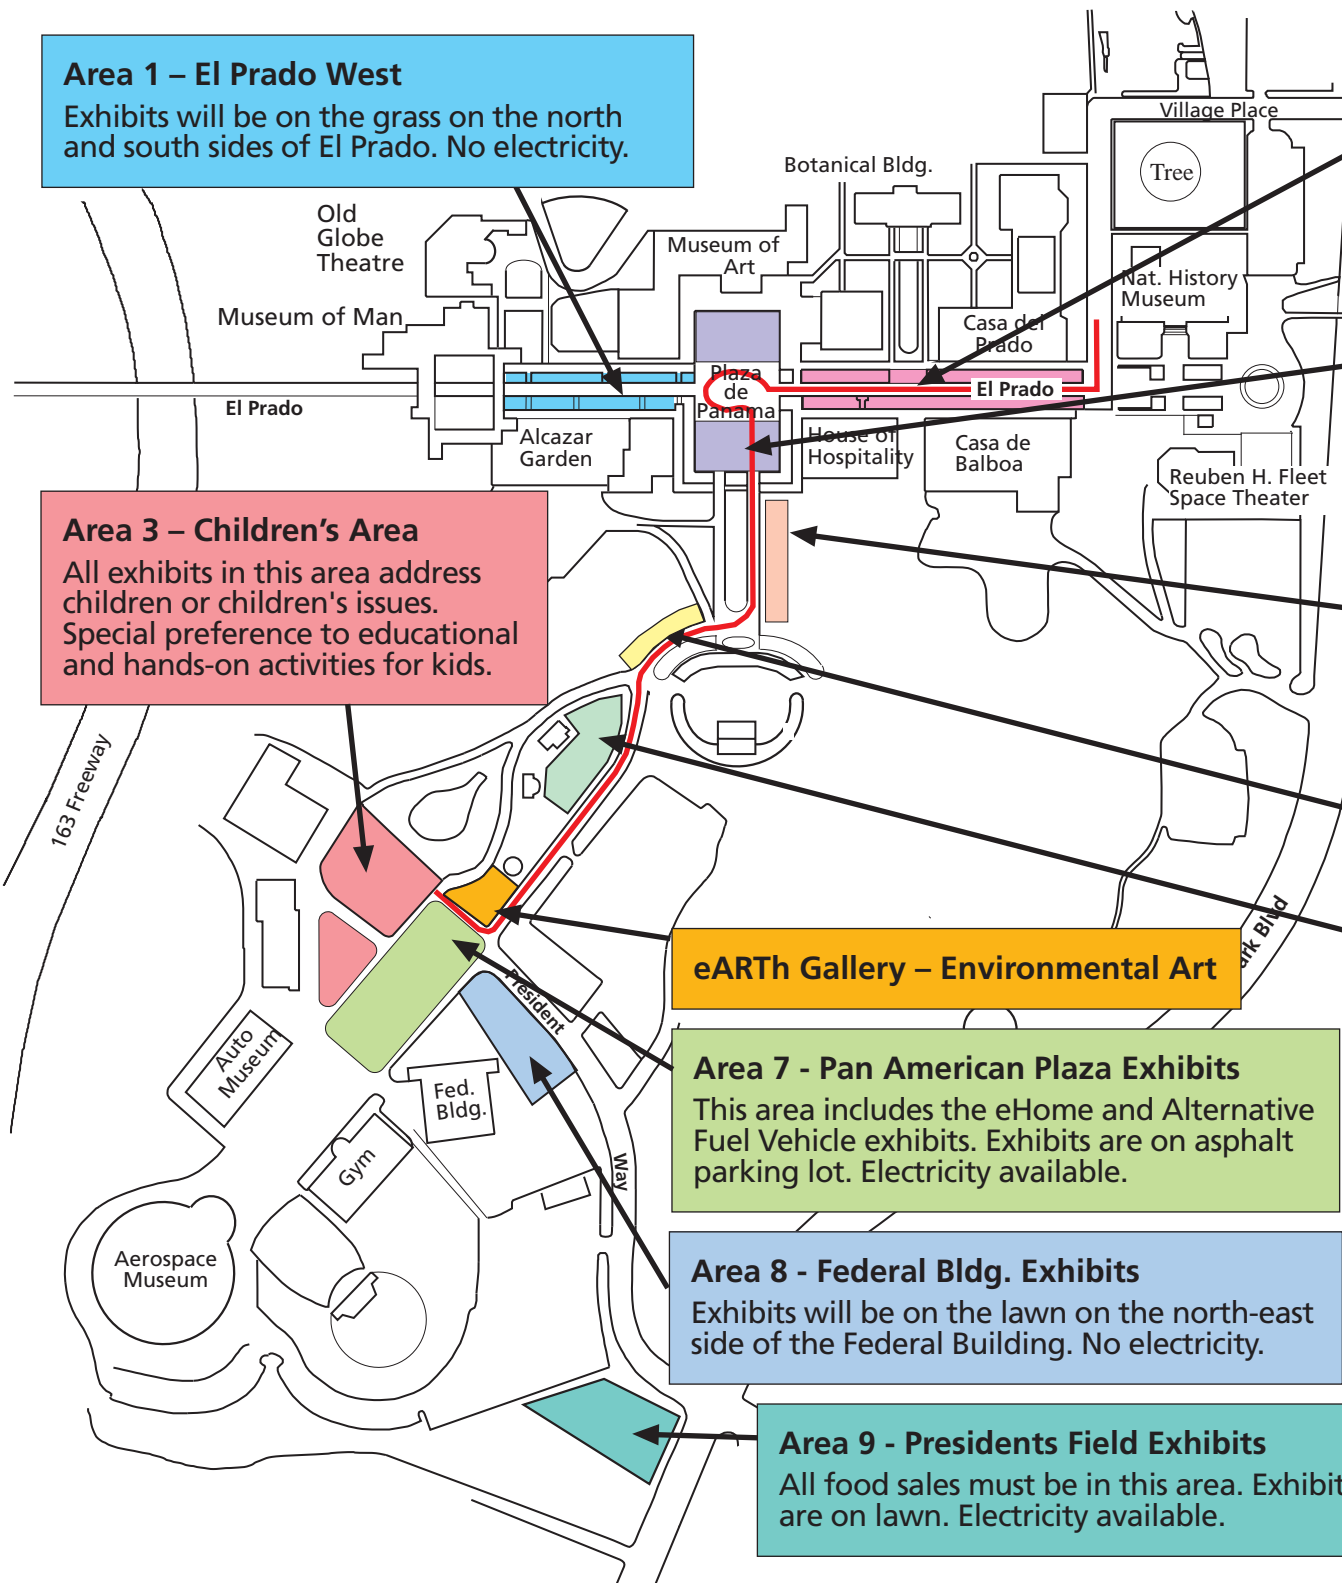 Area 1 – El Prado West
Exhibits will be on the grass on the north
and south sides of El Prado. No electricity.
Village Place
Tree
Botanical Bldg.
Old
Globe
Theatre
Museum of
Art
Nat. History
Museum
Museum of Man
Casa del
Prado
Plaza
de
Panama
El Prado
El Prado
Alcazar
Garden
House of
Hospitality
Casa de
Balboa
Reuben H. Fleet
Space Theater
Area 3 – Children’s Area
All exhibits in this area address
children or children's issues.
Special preference to educational
and hands-on activities for kids.
163 Freeway
ark Blvd
eARTh Gallery – Environmental Art
President
Way
Auto
Museum
Fed.
Bldg.
Gym
Aerospace
Museum
Area 7 - Pan American Plaza Exhibits
This area includes the eHome and Alternative
Fuel Vehicle exhibits. Exhibits are on asphalt
parking lot. Electricity available.
Area 8 - Federal Bldg. Exhibits
Exhibits will be on the lawn on the north-east
side of the Federal Building. No electricity.
Area 9 - Presidents Field Exhibits
All food sales must be in this area. Exhibit
are on lawn. Electricity available.